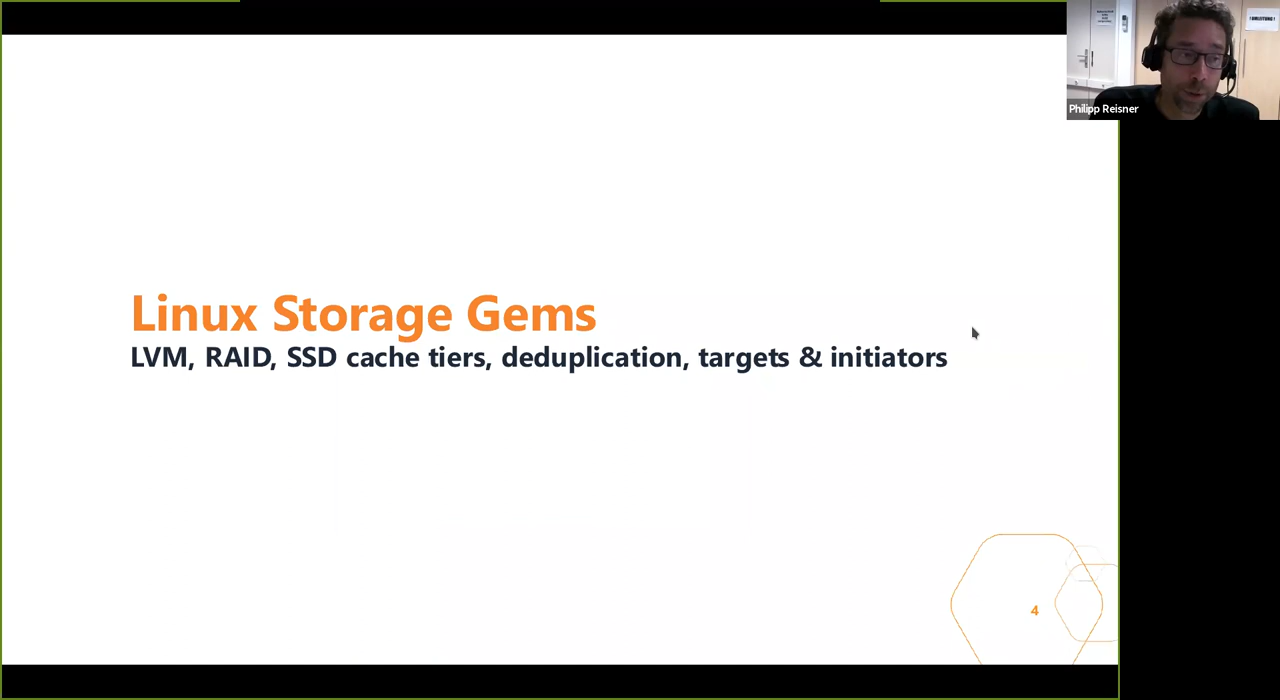 Linux Storage Gems
LVM, RAID, SSD cache tiers, deduplication, targets & initiators
4
Philipp Reisner